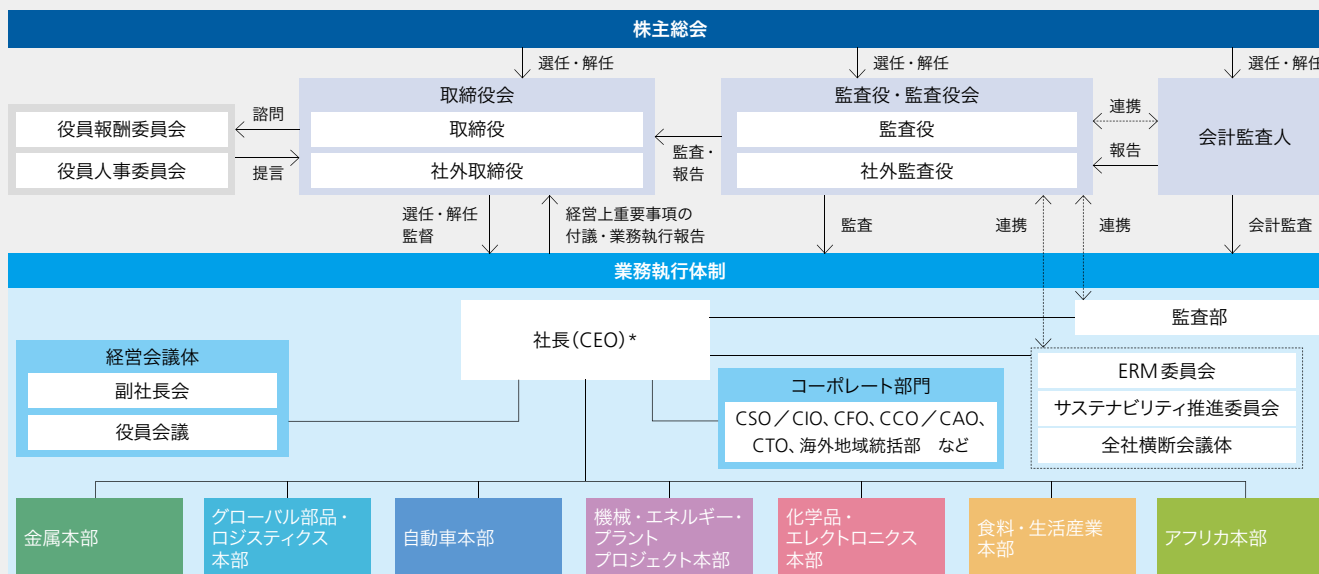 株主総会
選任・解任
選任・解任
選任・解任
役員報酬委員会
役員人事委員会
諮問
提言
取締役会
取締役
社外取締役
監査・
報告
監査役・監査役会
監査役
社外監査役
連携
報告
会計監査人
選任・解任
監督
経営上重要事項の
付議・業務執行報告
監査
連携
連携
会計監査
業務執行体制
社長(CEO)*
監査部
経営会議体
副社長会
役員会議
コーポレート部門
CSO/CIO、CFO、CCO/CAO、
CTO、海外地域統括部 など
ERM委員会
サステナビリティ推進委員会
全社横断会議体
金属本部
グローバル部品・
ロジスティクス
本部
自動車本部
機械・エネルギー・
プラント
プロジェクト本部
化学品・
エレクトロニクス
本部
食料・生活産業
本部
アフリカ本部